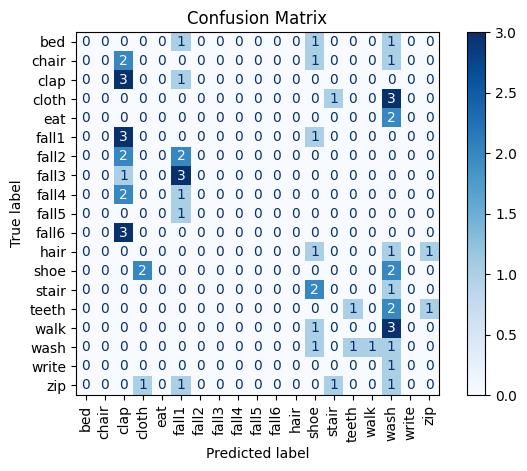 Confusion Matrix
True label
bed 0 0 0 0 0 1 0 0 0 0 0 0 1 0 0 0 1 0 0
chair 0 0 2 0 0 0 0 0 0 0 0 0 1 0 0 0 1 0 0
clap 0 0 3 0 0 1 0 0 0 0 0 0 0 0 0 0 0 0 0
cloth 0 0 0 0 0 0 0 0 0 0 0 0 0 1 0 0 3 0 0
eat 0 0 0 0 0 0 0 0 0 0 0 0 0 0 0 0 2 0 0
fall1 0 0 3 0 0 0 0 0 0 0 0 0 1 0 0 0 0 0 0
fall2 0 0 2 0 0 2 0 0 0 0 0 0 0 0 0 0 0 0 0
fall3 0 0 1 0 0 3 0 0 0 0 0 0 0 0 0 0 0 0 0
fall4 0 0 2 0 0 1 0 0 0 0 0 0 0 0 0 0 0 0 0
fall5 0 0 0 0 0 1 0 0 0 0 0 0 0 0 0 0 0 0 0
fall6 0 0 3 0 0 0 0 0 0 0 0 0 0 0 0 0 0 0 0
hair 0 0 0 0 0 0 0 0 0 0 0 0 1 0 0 0 1 0 1
shoe 0 0 0 2 0 0 0 0 0 0 0 0 0 0 0 0 2 0 0
stair 0 0 0 0 0 0 0 0 0 0 0 0 2 0 0 0 1 0 0
teeth 0 0 0 0 0 0 0 0 0 0 0 0 0 0 1 0 2 0 1
walk 0 0 0 0 0 0 0 0 0 0 0 0 1 0 0 0 3 0 0
wash 0 0 0 0 0 0 0 0 0 0 0 0 1 0 1 1 1 0 0
write 0 0 0 0 0 0 0 0 0 0 0 0 0 0 0 0 1 0 0
zip 0 0 0 1 0 1 0 0 0 0 0 0 0 1 0 0 1 0 0
bed chair clap cloth eat fall1 fall2 fall3 fall4 fall5 fall6 hair shoe stair teeth walk wash write zip
Predicted label
3.0
2.5
2.0
1.5
1.0
0.5
0.0